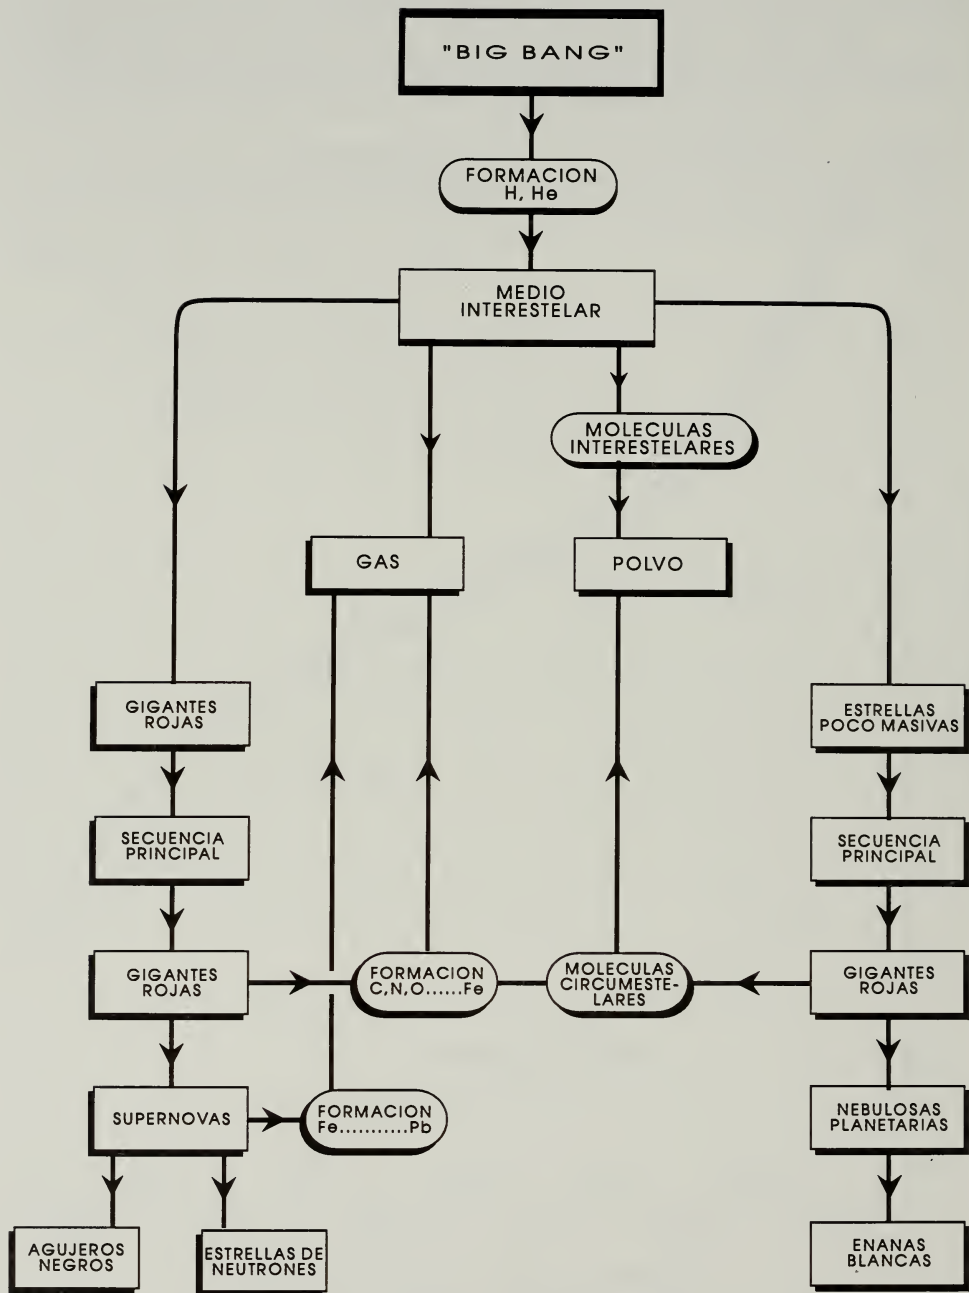 "BIG BANG"
FORMACION
H, He
MEDIO
INTERESTELAR
MOLECULAS
INTERESTELARES
GAS
POLVO
GIGANTES
ROJAS
ESTRELLAS
POCO MASIVAS
SECUENCIA
PRINCIPAL
SECUENCIA
PRINCIPAL
GIGANTES
ROJAS
FORMACION
C,N,O......Fe
MOLECULAS
CIRCUMESTE-
LARES
GIGANTES
ROJAS
SUPERNOVAS
FORMACION
Fe...........Pb
NEBULOSAS
PLANETARIAS
AGUJEROS
NEGROS
ESTRELLAS DE
NEUTRONES
ENANAS
BLANCAS